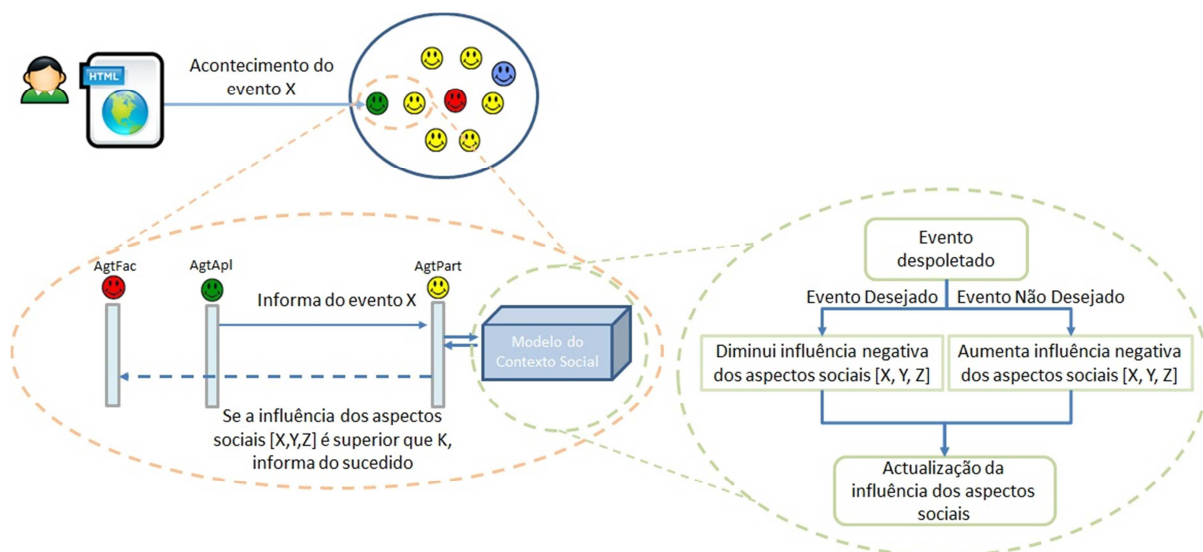 HTML
Acontecimento do
evento X
AgtFac
AgtApl
AgtPart
Informa do evento X
Modelo do
Contexto Social
Se a influência dos aspectos
sociais [X,Y,Z] é superior que K,
informa do sucedido
Evento
despoletado
Evento Desejado
Evento Não Desejado
Diminui influência negativa
dos aspectos sociais [X, Y, Z]
Aumenta influência negativa
dos aspectos sociais [X, Y, Z]
Actualização da
influência dos aspectos
sociais